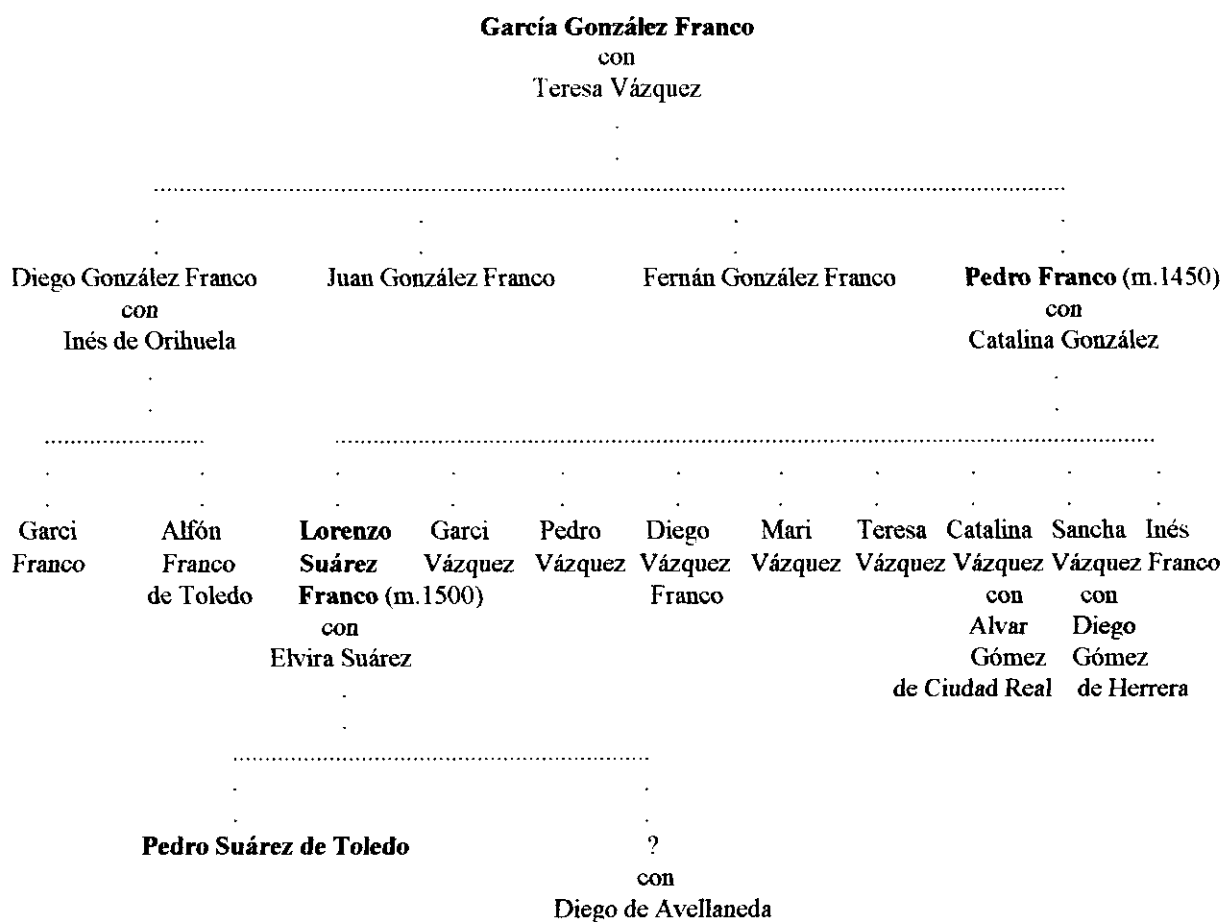 García González Franco
con
Teresa Vázquez
Diego González Franco Juan González Franco Fernán González Franco Pedro Franco (m.1450)
con con
Inés de Orihuela Catalina González
Garci Alfón Lorenzo Garci Pedro Diego Mari Teresa Catalina Sancha Inés
Franco Franco Suárez Vázquez Vázquez Vázquez Vázquez Vázquez Vázquez Vázquez Franco
de Toledo Franco (m.1500) Franco con con
con Alvar Diego
Elvira Suárez Gómez Gómez
de Ciudad Real de Herrera
Pedro Suárez de Toledo ?
con
Diego de Avellaneda